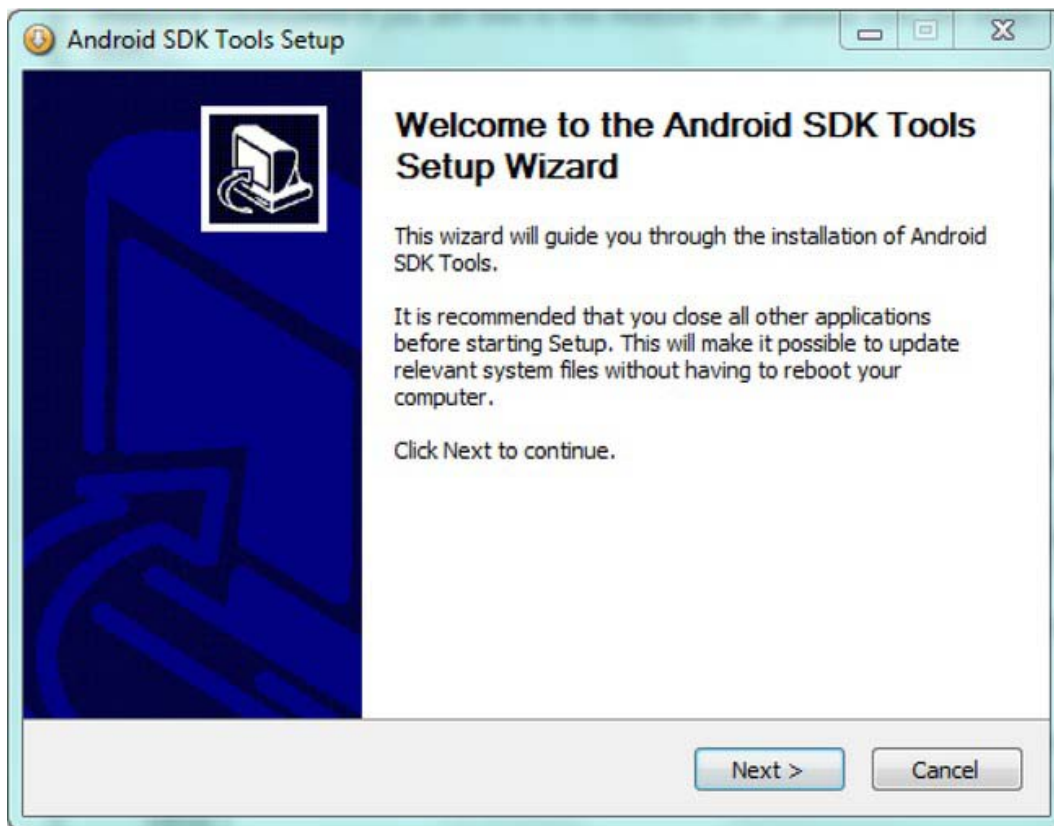 Android SDK Tools Setup
Welcome to the Android SDK Tools
Setup Wizard
This wizard will guide you through the installation of Android
SDK Tools.
It is recommended that you close all other applications
before starting Setup. This will make it possible to update
relevant system files without having to reboot your
computer.
Click Next to continue.
Next >
Cancel